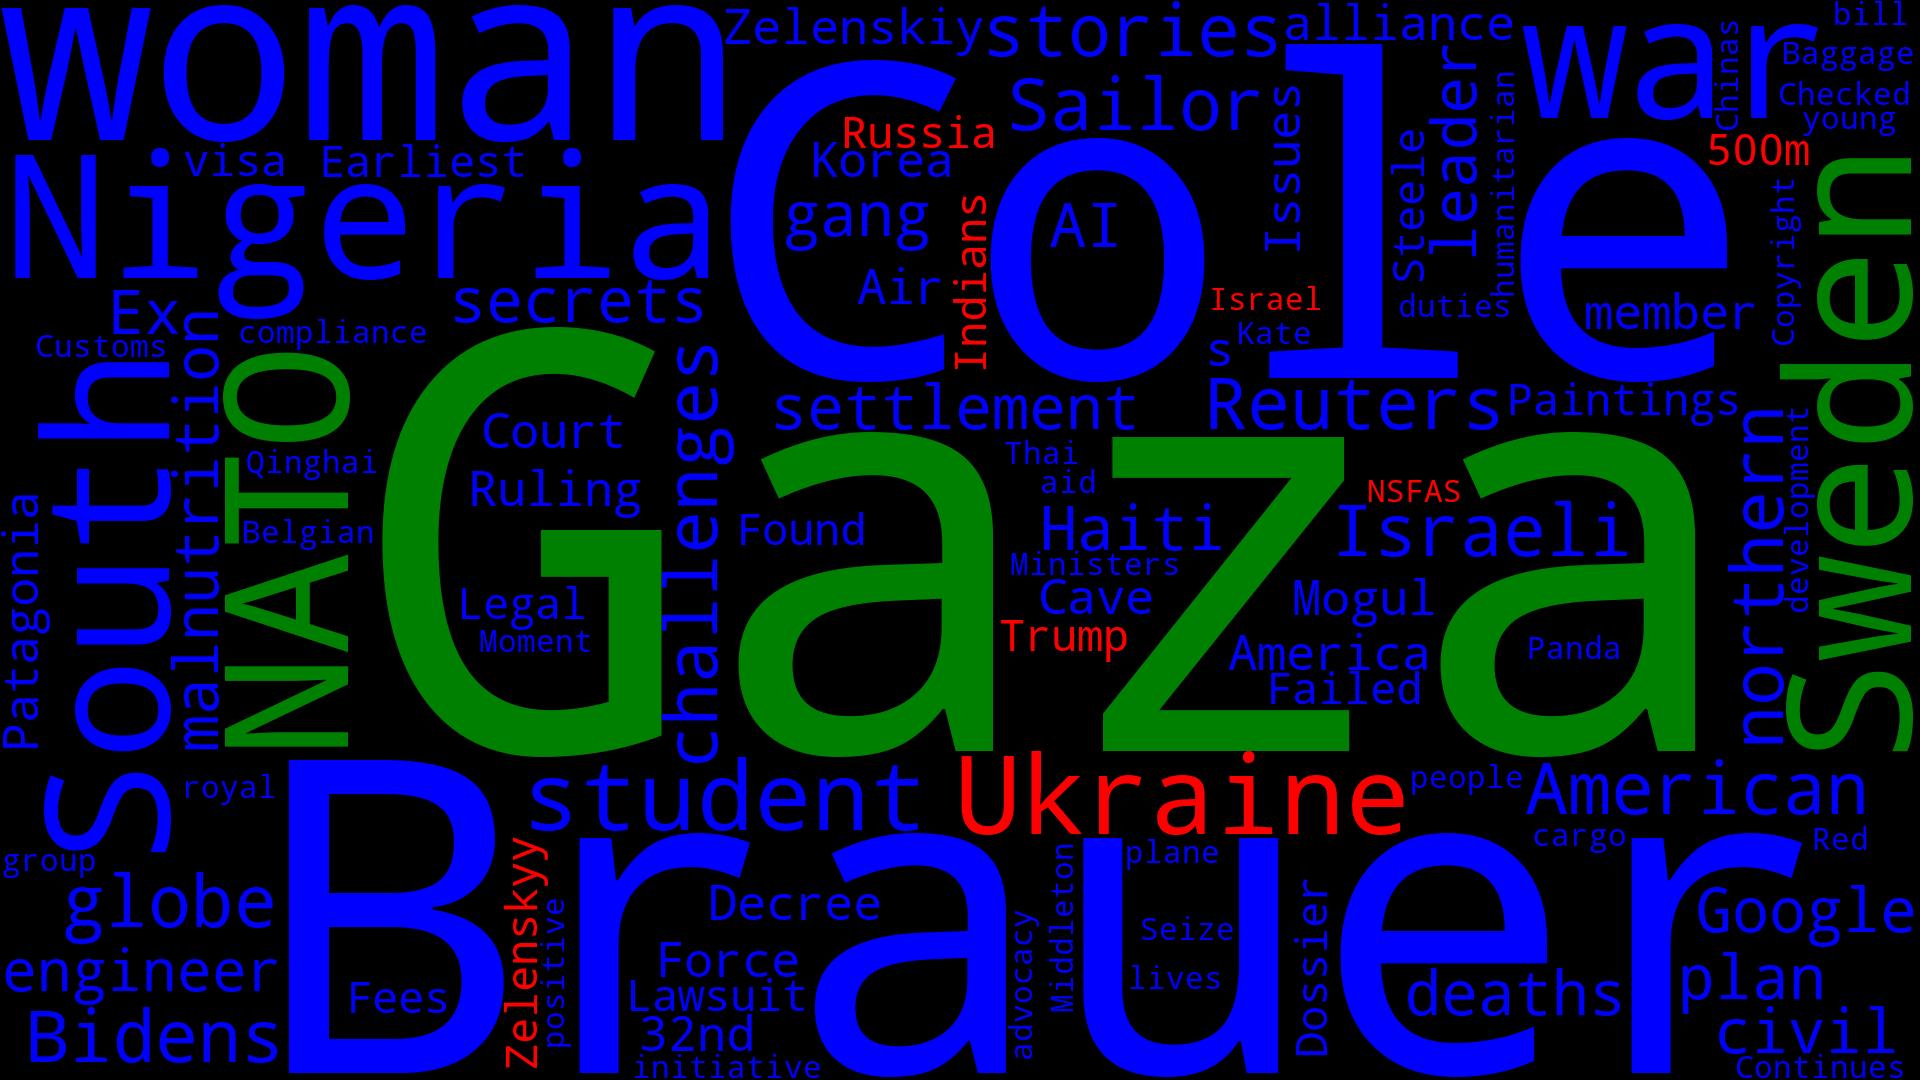 woman
Zelenskiy
stories
alliance
war
Chinas
bill
Baggage
Checked
young
500m
Sailor
Russia
Korea
Cole
Issues
leader
Steele
humanitarian
Nigeria
visa
Earliest
gang
AI
Indians
Air
Israel
duties
Kate
s
member
Copyright
Sweden
Ex
secrets
Customs
compliance
South
malnutrition
NATO
challenges
settlement
Reuters
Paintings
northern
development
Gaza
Court
Ruling
Qinghai
Belgian
Found
Thai
aid
Haiti
NSFAS
Israeli
Ministers
Cave
Mogul
Trump
America
Failed
Panda
Legal
Moment
Patagonia
royal
student
Ukraine
people
American
cargo
Red
group
globe
Brauer
Zelenskyy
positive
Decree
Middleton
plane
Seize
lives
Dossier
advocacy
Google
engineer
Fees
Force
Lawsuit
32nd
initiative
deaths
plan
civil
Bidens
Continues